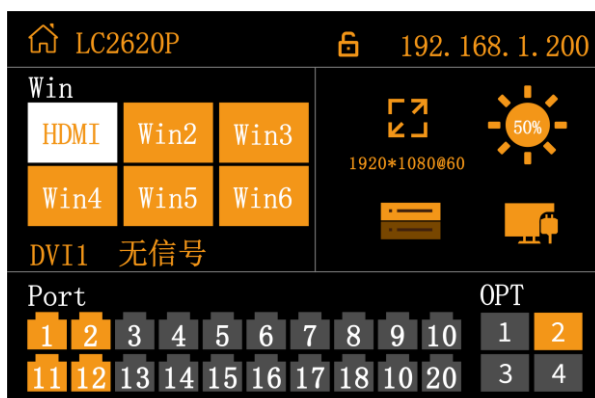 LC2620P 192.168.1.200
Win
HDMI Win2 Win3
50%
1920*1080@60
Win4 Win5 Win6
DVI1 无信号
Port OPT
1 2 3 4 5 6 7 8 9 10 1 2
11 12 13 14 15 16 17 18 10 20 3 4